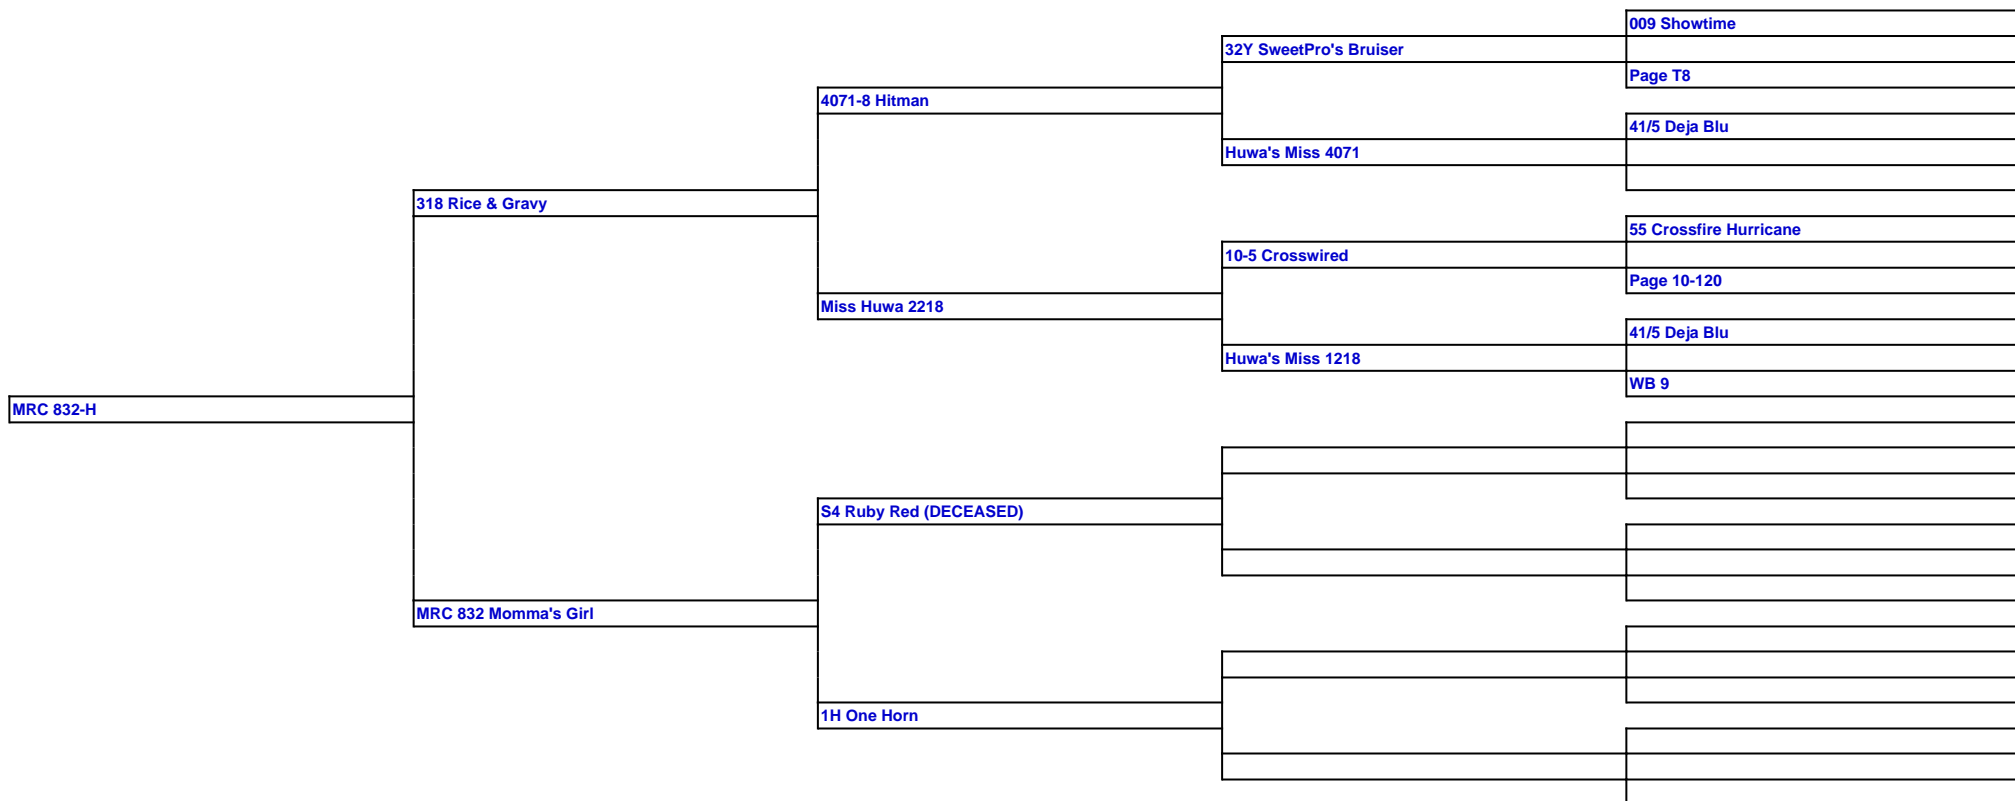 009 Showtime
32Y SweetPro's Bruiser
Page T8
4071-8 Hitman
41/5 Deja Blu
Huwa's Miss 4071
318 Rice & Gravy
55 Crossfire Hurricane
10-5 Crosswired
Page 10-120
Miss Huwa 2218
41/5 Deja Blu
Huwa's Miss 1218
WB 9
MRC 832-H
S4 Ruby Red (DECEASED)
MRC 832 Momma's Girl
1H One Horn